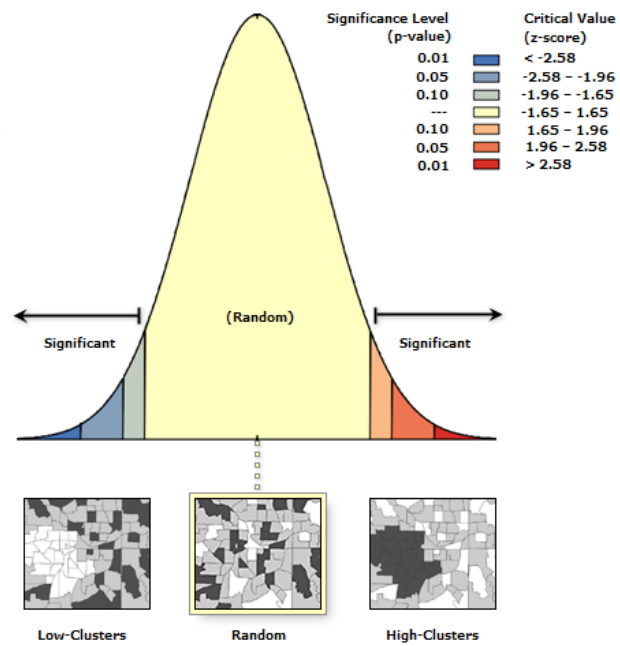 Significance Level
(p-value)
Critical Value
(z-score)
0.01 < -2.58
0.05 -2.58 – -1.96
0.10 -1.96 – -1.65
--- -1.65 – 1.65
0.10 1.65 – 1.96
0.05 1.96 – 2.58
0.01 > 2.58
(Random)
Significant
Significant
Low-Clusters
Random
High-Clusters